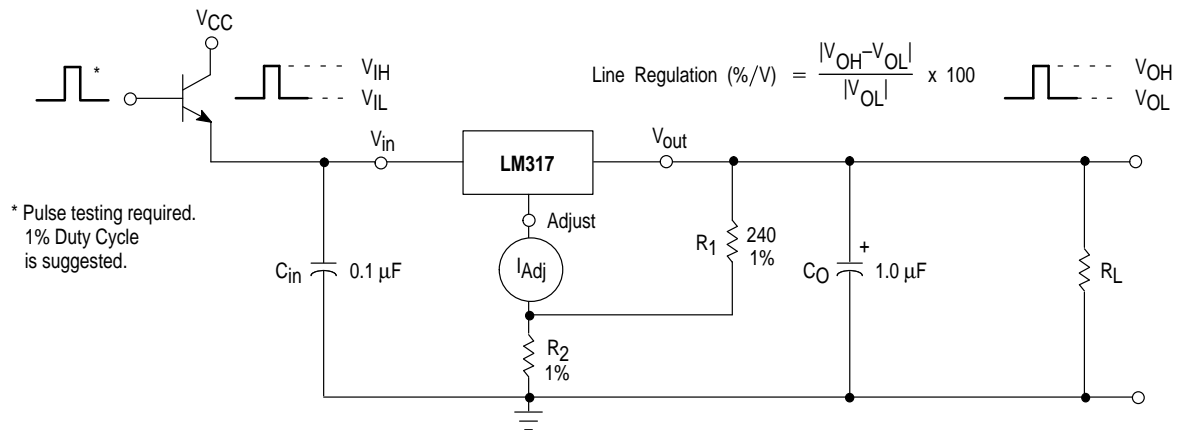 VCC
*
VIH
VIL
Line Regulation (%/V) = |VOH–VOL| / |VOL| x 100
VOH
VOL
Vin
LM317
Vout
* Pulse testing required.
1% Duty Cycle
is suggested.
Adjust
Cin
0.1 µF
IAdj
R1
240
1%
CO
+
1.0 µF
RL
R2
1%